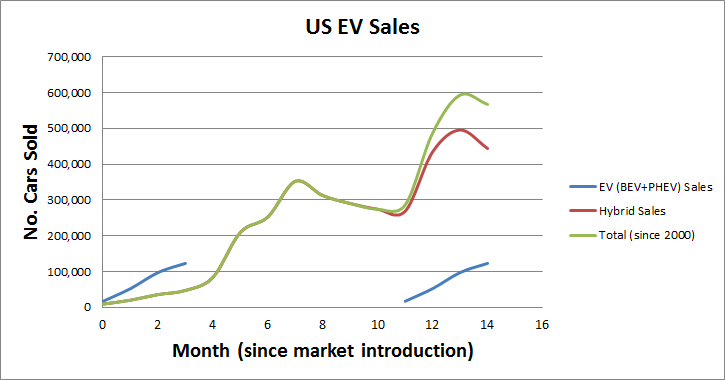 US EV Sales
700,000
600,000
500,000
400,000
300,000
200,000
100,000
0
No. Cars Sold
0 2 4 6 8 10 12 14 16
Month (since market introduction)
EV (BEV+PHEV) Sales
Hybrid Sales
Total (since 2000)